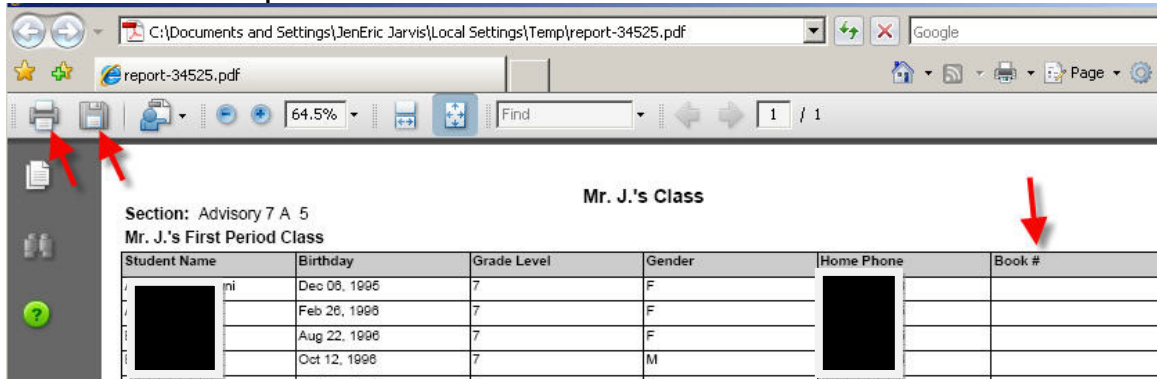 C:\Documents and Settings\JenEric Jarvis\Local Settings\Temp\report-34525.pdf Google
report-34525.pdf Page
64.5% Find 1 / 1
Mr. J.'s Class
Section: Advisory 7 A 5
Mr. J.'s First Period Class
Student Name Birthday Grade Level Gender Home Phone Book #
ni Dec 06, 1995 7 F
Feb 26, 1996 7 F
Aug 22, 1996 7 F
Oct 12, 1996 7 M